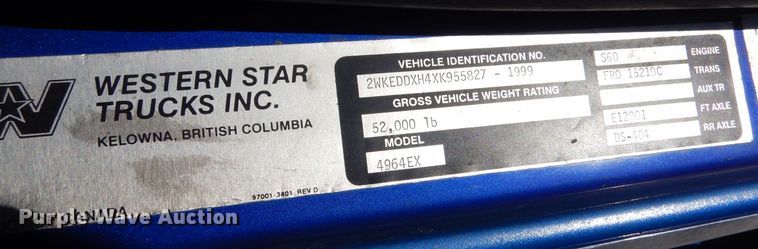 WESTERN STAR
TRUCKS INC.
KELOWNA, BRITISH COLUMBIA
VEHICLE IDENTIFICATION NO.
2WKEDDXH4XK955827 - 1999
GROSS VEHICLE WEIGHT RATING
52,000 lb
MODEL
4964EX
S60 ENGINE
FRO 15210C TRANS
AUX TR
E1200I FT AXLE
DS-404 RR AXLE
97001-3401 REV D
Purple Wave Auction